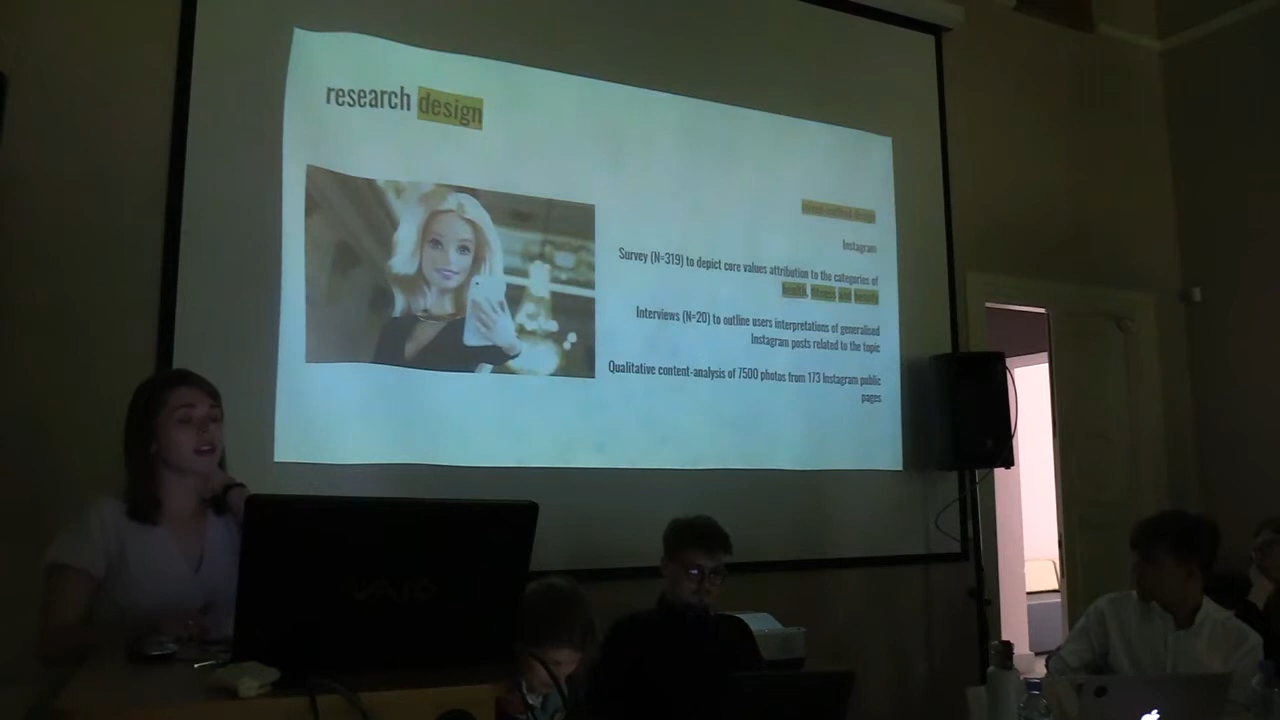 research design
Instagram
Survey (N=319) to depict core values attribution to the categories of
health, fitness and beauty
Interviews (N=20) to outline users interpretations of generalised
Instagram posts related to the topic
Qualitative content-analysis of 7500 photos from 173 Instagram public
pages
VAIO